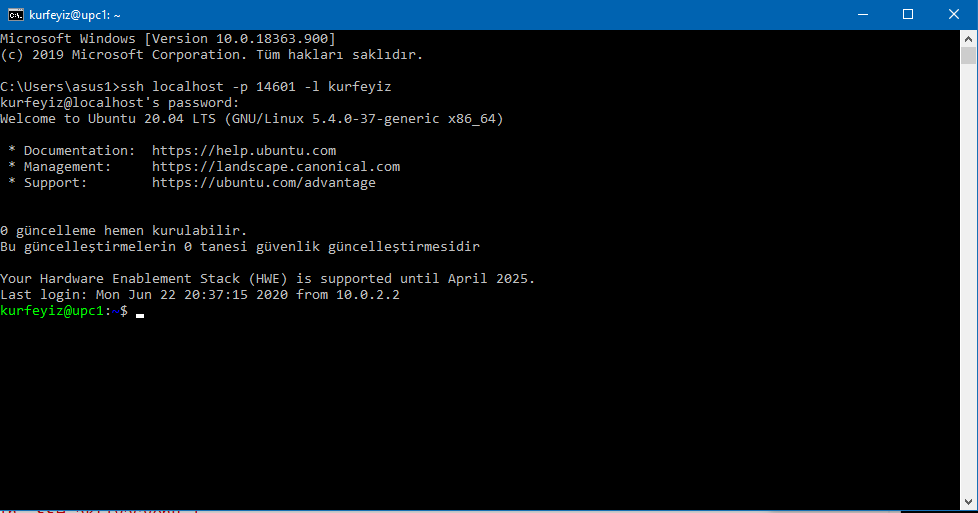 kurfeyiz@upc1: ~
Microsoft Windows [Version 10.0.18363.900]
(c) 2019 Microsoft Corporation. Tüm hakları saklıdır.
C:\Users\asus1>ssh localhost -p 14601 -l kurfeyiz
kurfeyiz@localhost's password:
Welcome to Ubuntu 20.04 LTS (GNU/Linux 5.4.0-37-generic x86_64)
* Documentation:  https://help.ubuntu.com
* Management:     https://landscape.canonical.com
* Support:        https://ubuntu.com/advantage
0 güncelleme hemen kurulabilir.
Bu güncelleştirmelerin 0 tanesi güvenlik güncelleştirmesidir
Your Hardware Enablement Stack (HWE) is supported until April 2025.
Last login: Mon Jun 22 20:37:15 2020 from 10.0.2.2
kurfeyiz@upc1:~$